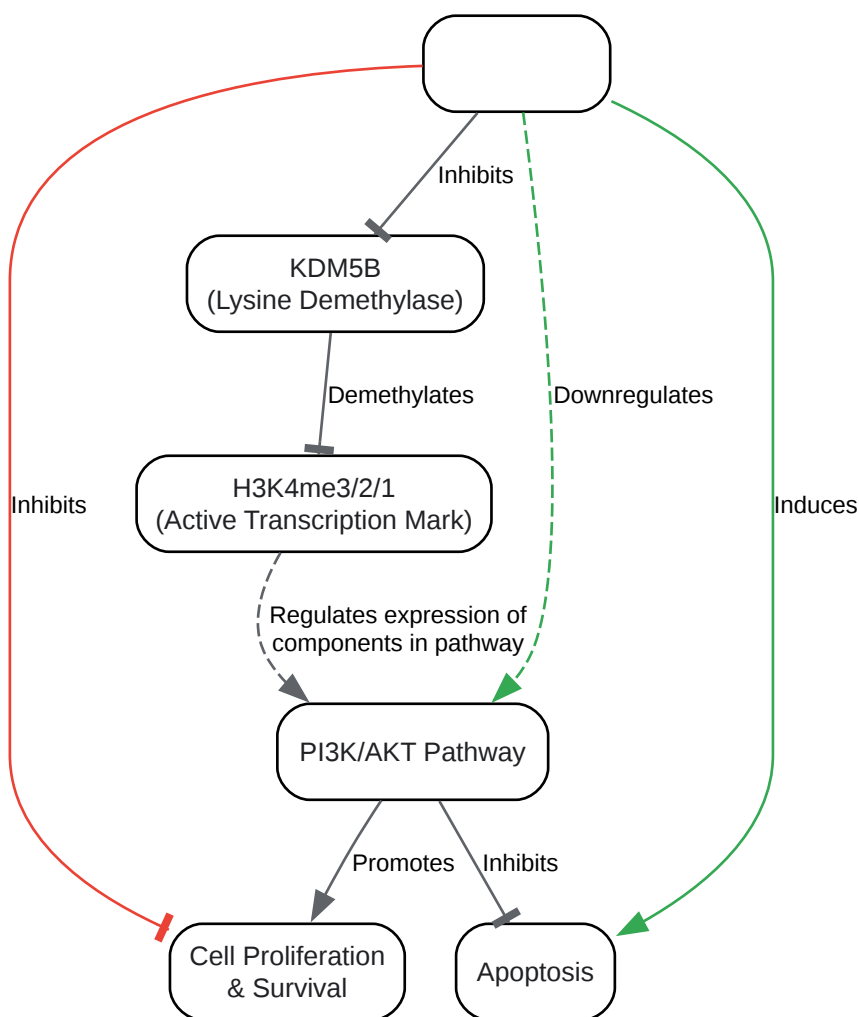 Inhibits
KDM5B
(Lysine Demethylase)
Demethylates
Downregulates
H3K4me3/2/1
(Active Transcription Mark)
Inhibits
Induces
Regulates expression of
components in pathway
PI3K/AKT Pathway
Promotes
Inhibits
Cell Proliferation
& Survival
Apoptosis